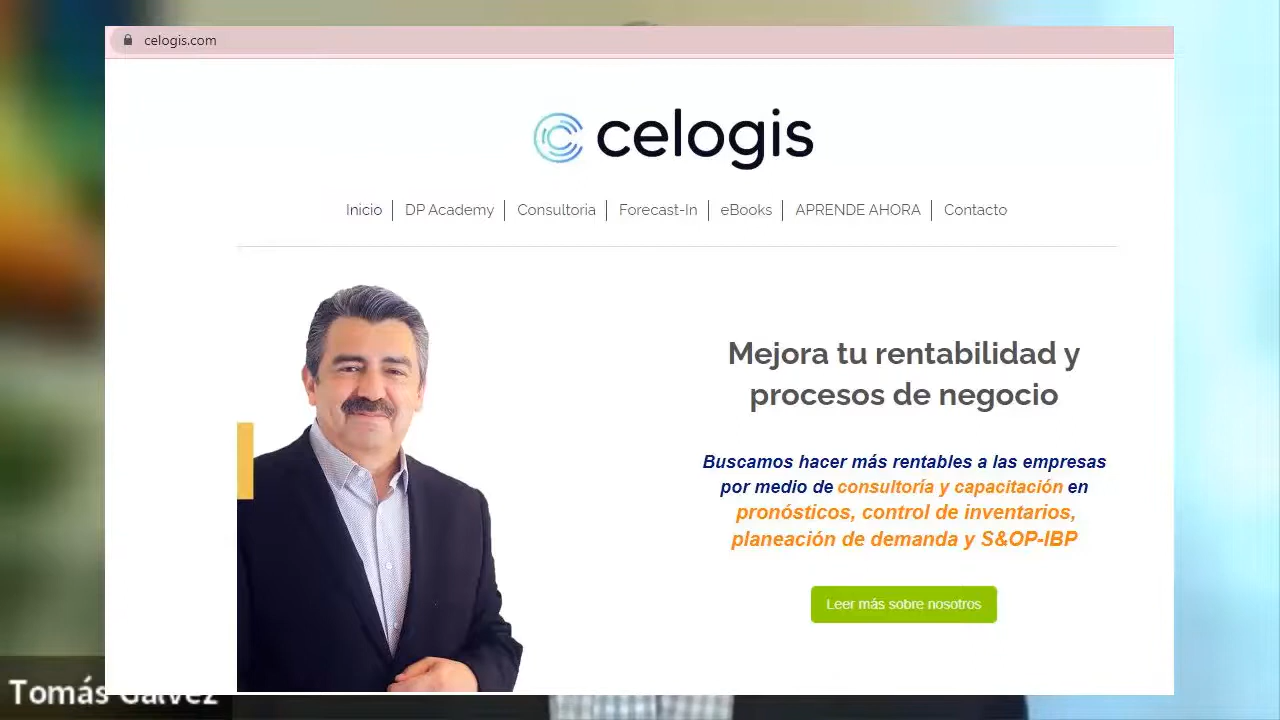 celogis.com
celogis
Inicio
DP Academy
Consultoria
Forecast-In
eBooks
APRENDE AHORA
Contacto
Mejora tu rentabilidad y
procesos de negocio
Buscamos hacer más rentables a las empresas
por medio de consultoría y capacitación en
pronósticos, control de inventarios,
planeación de demanda y S&OP-IBP
Leer más sobre nosotros
Tomás Galvez